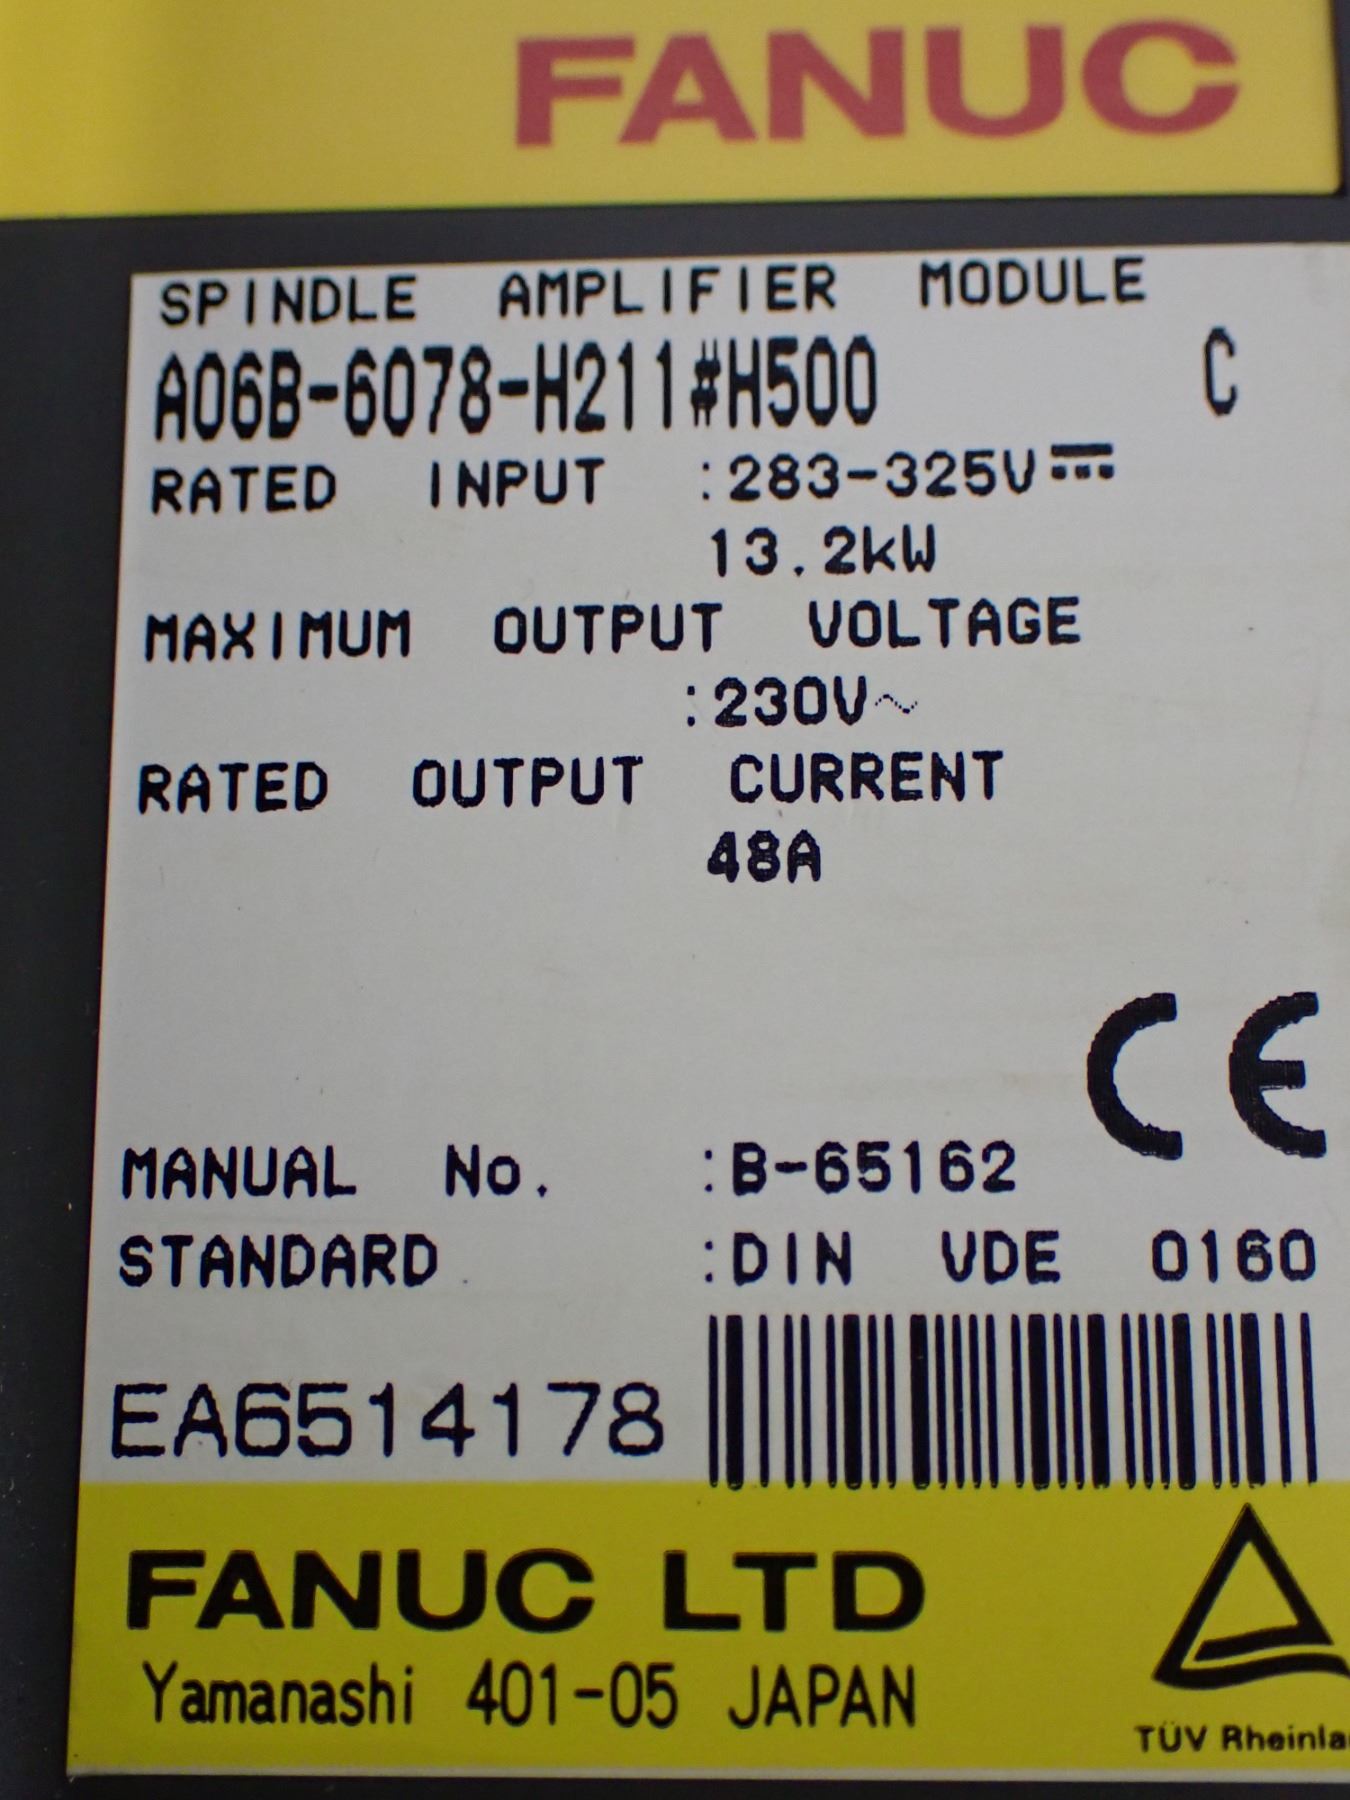 FANUC
SPINDLE AMPLIFIER MODULE
A06B-6078-H211#H500 C
RATED INPUT :283-325V⎓
13.2kW
MAXIMUM OUTPUT VOLTAGE
:230V~
RATED OUTPUT CURRENT
48A
CE
MANUAL No. :B-65162
STANDARD :DIN VDE 0160
EA6514178
FANUC LTD
Yamanashi 401-05 JAPAN
TÜV